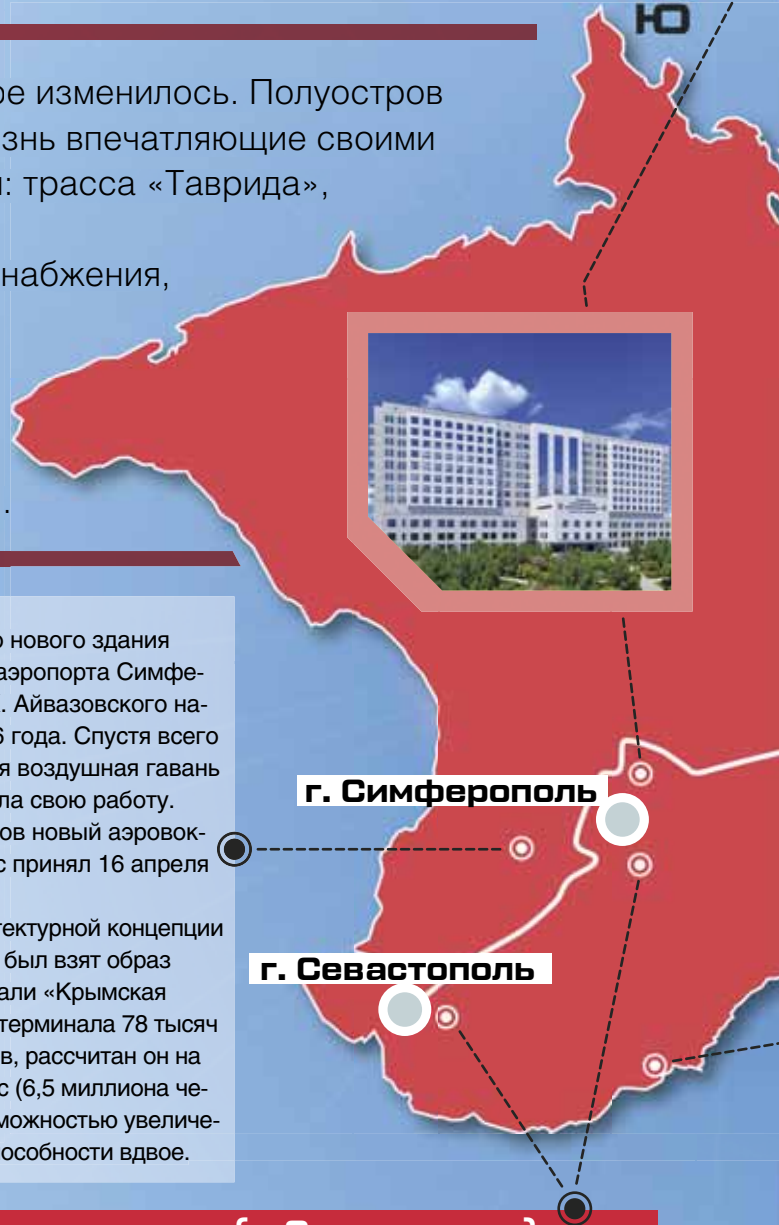 Ю
ре изменилось. Полуостров
знь впечатляющие своими
: трасса «Таврида»,
набжения,
.
о нового здания
аэропорта Симфе-
. Айвазовского на-
6 года. Спустя всего
я воздушная гавань
ла свою работу.
ов новый аэровок-
с принял 16 апреля
тектурной концепции
был взят образ
али «Крымская
терминала 78 тысяч
в, рассчитан он на
с (6,5 миллиона че-
можностью увеличе-
особности вдвое.
г. Симферополь
г. Севастополь